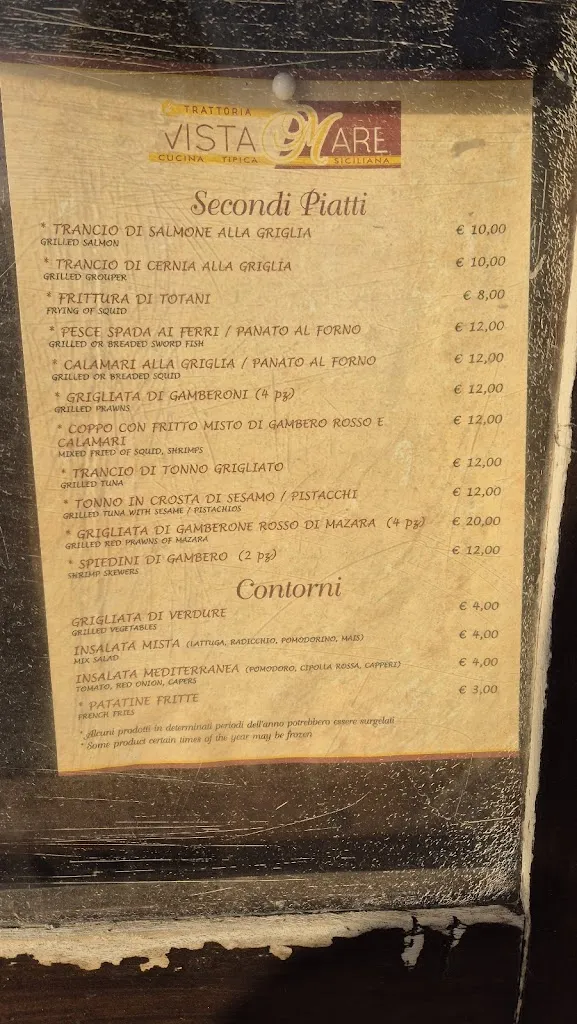 La TRATTORIA
VISTA MARE
CUCINA TIPICA SICILIANA
Secondi Piatti
* TRANCIO DI SALMONE ALLA GRIGLIA € 10,00
GRILLED SALMON
* TRANCIO DI CERNIA ALLA GRIGLIA € 10,00
GRILLED GROUPER
* FRITTURA DI TOTANI € 8,00
FRYING OF SQUID
* PESCE SPADA AI FERRI / PANATO AL FORNO € 12,00
GRILLED OR BREADED SWORD FISH
* CALAMARI ALLA GRIGLIA / PANATO AL FORNO € 12,00
GRILLED OR BREADED SQUID
* GRIGLIATA DI GAMBERONI (4 pz) € 12,00
GRILLED PRAWNS
* COPPO CON FRITTO MISTO DI GAMBERO ROSSO E € 12,00
CALAMARI
MIXED FRIED OF SQUID, SHRIMPS
* TRANCIO DI TONNO GRIGLIATO € 12,00
GRILLED TUNA
* TONNO IN CROSTA DI SESAMO / PISTACCHI € 12,00
GRILLED TUNA WITH SESAME / PISTACHIOS
* GRIGLIATA DI GAMBERONE ROSSO DI MAZARA (4 pz) € 20,00
GRILLED RED PRAWNS OF MAZARA
* SPIEDINI DI GAMBERO (2 pz) € 12,00
SHRIMP SKEWERS
Contorni
GRIGLIATA DI VERDURE € 4,00
GRILLED VEGETABLES
INSALATA MISTA (LATTUGA, RADICCHIO, POMODORINO, MAIS) € 4,00
MIX SALAD
INSALATA MEDITERRANEA (POMODORO, CIPOLLA ROSSA, CAPPERI) € 4,00
TOMATO, RED ONION, CAPERS
* PATATINE FRITTE € 3,00
FRENCH FRIES
* Alcuni prodotti in determinati periodi dell'anno potrebbero essere surgelati
* Some product certain times of the year may be frozen